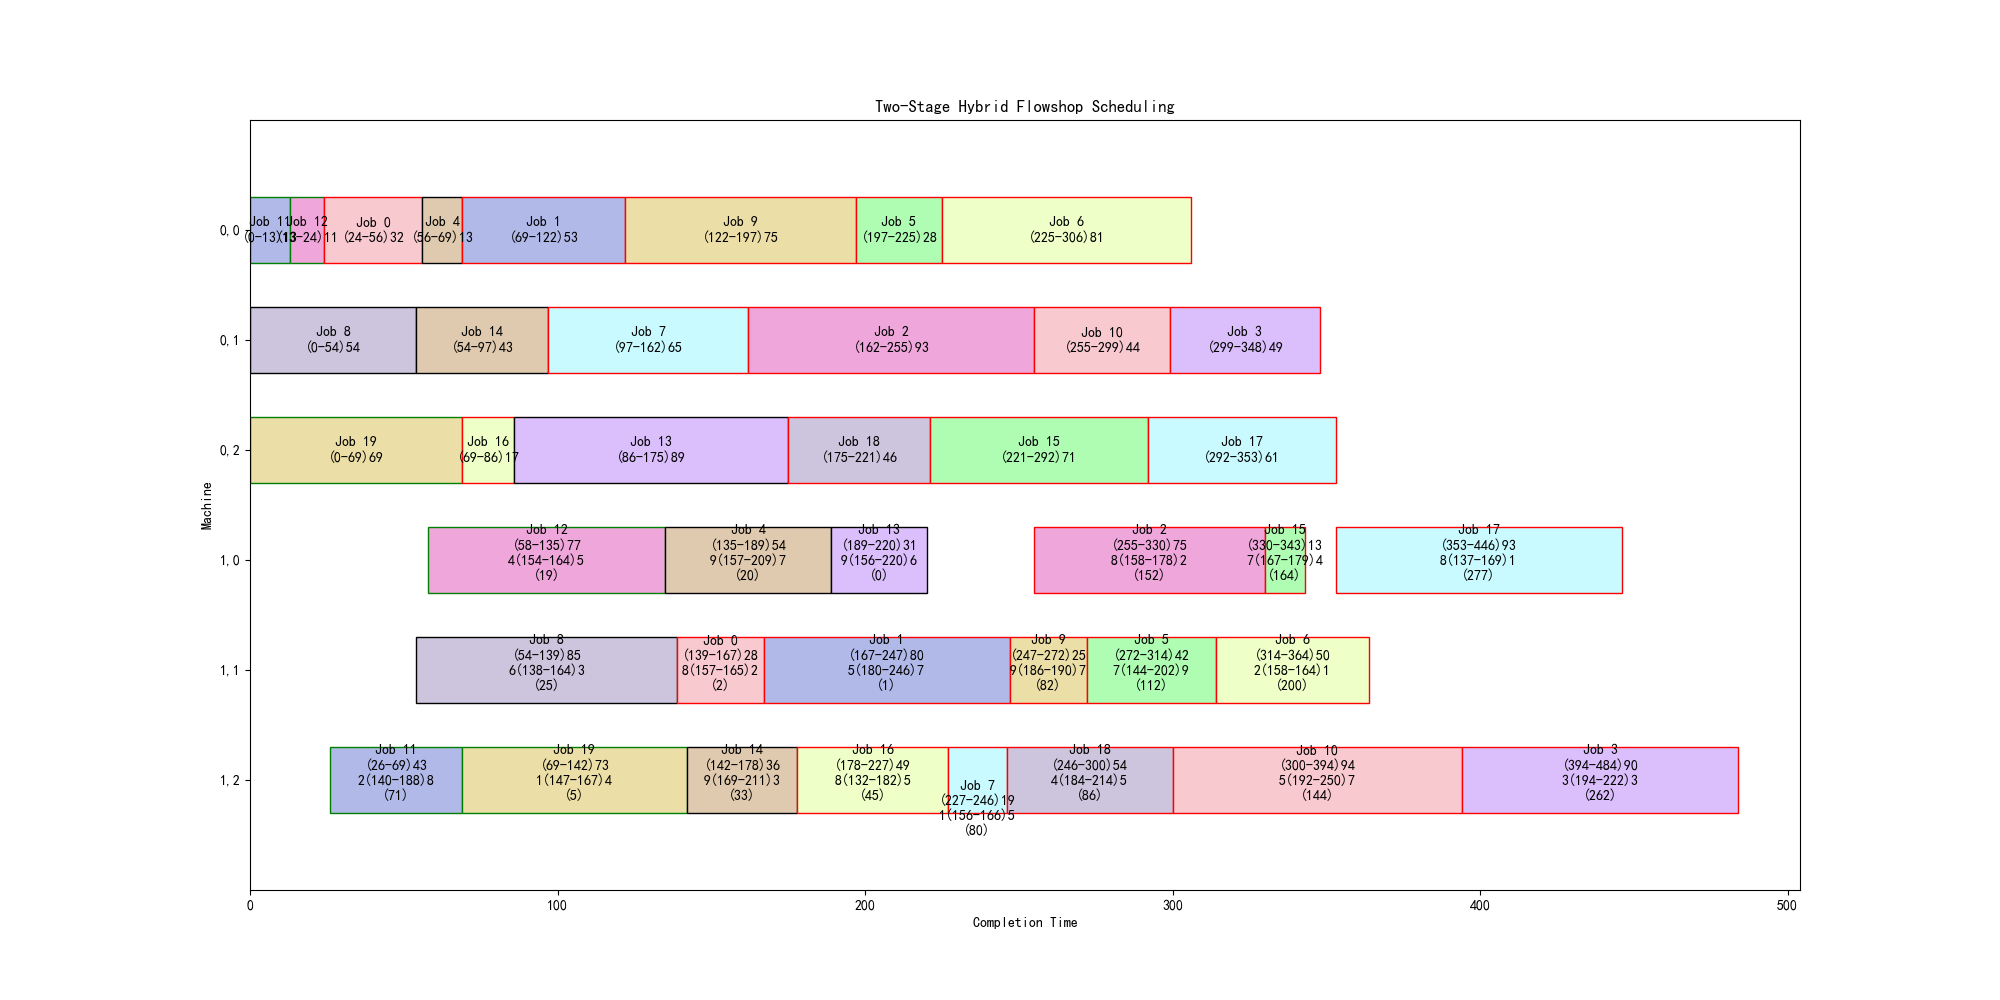 Two-Stage Hybrid Flowshop Scheduling
Machine
0,0
Job 11
(0-13)13
Job 12
(13-24)11
Job 0
(24-56)32
Job 4
(56-69)13
Job 1
(69-122)53
Job 9
(122-197)75
Job 5
(197-225)28
Job 6
(225-306)81
0,1
Job 8
(0-54)54
Job 14
(54-97)43
Job 7
(97-162)65
Job 2
(162-255)93
Job 10
(255-299)44
Job 3
(299-348)49
0,2
Job 19
(0-69)69
Job 16
(69-86)17
Job 13
(86-175)89
Job 18
(175-221)46
Job 15
(221-292)71
Job 17
(292-353)61
1,0
Job 12
(58-135)77
4(154-164)5
(19)
Job 4
(135-189)54
9(157-209)7
(20)
Job 13
(189-220)31
9(156-220)6
(0)
Job 2
(255-330)75
8(158-178)2
(152)
Job 15
(330-343)13
7(167-179)4
(164)
Job 17
(353-446)93
8(137-169)1
(277)
1,1
Job 8
(54-139)85
6(138-164)3
(25)
Job 0
(139-167)28
8(157-165)2
(2)
Job 1
(167-247)80
5(180-246)7
(1)
Job 9
(247-272)25
9(186-190)7
(82)
Job 5
(272-314)42
7(144-202)9
(112)
Job 6
(314-364)50
2(158-164)1
(200)
1,2
Job 11
(26-69)43
2(140-188)8
(71)
Job 19
(69-142)73
1(147-167)4
(5)
Job 14
(142-178)36
9(169-211)3
(33)
Job 16
(178-227)49
8(132-182)5
(45)
Job 7
(227-246)19
1(156-166)5
(80)
Job 18
(246-300)54
4(184-214)5
(86)
Job 10
(300-394)94
5(192-250)7
(144)
Job 3
(394-484)90
3(194-222)3
(262)
0
100
200
300
400
500
Completion Time